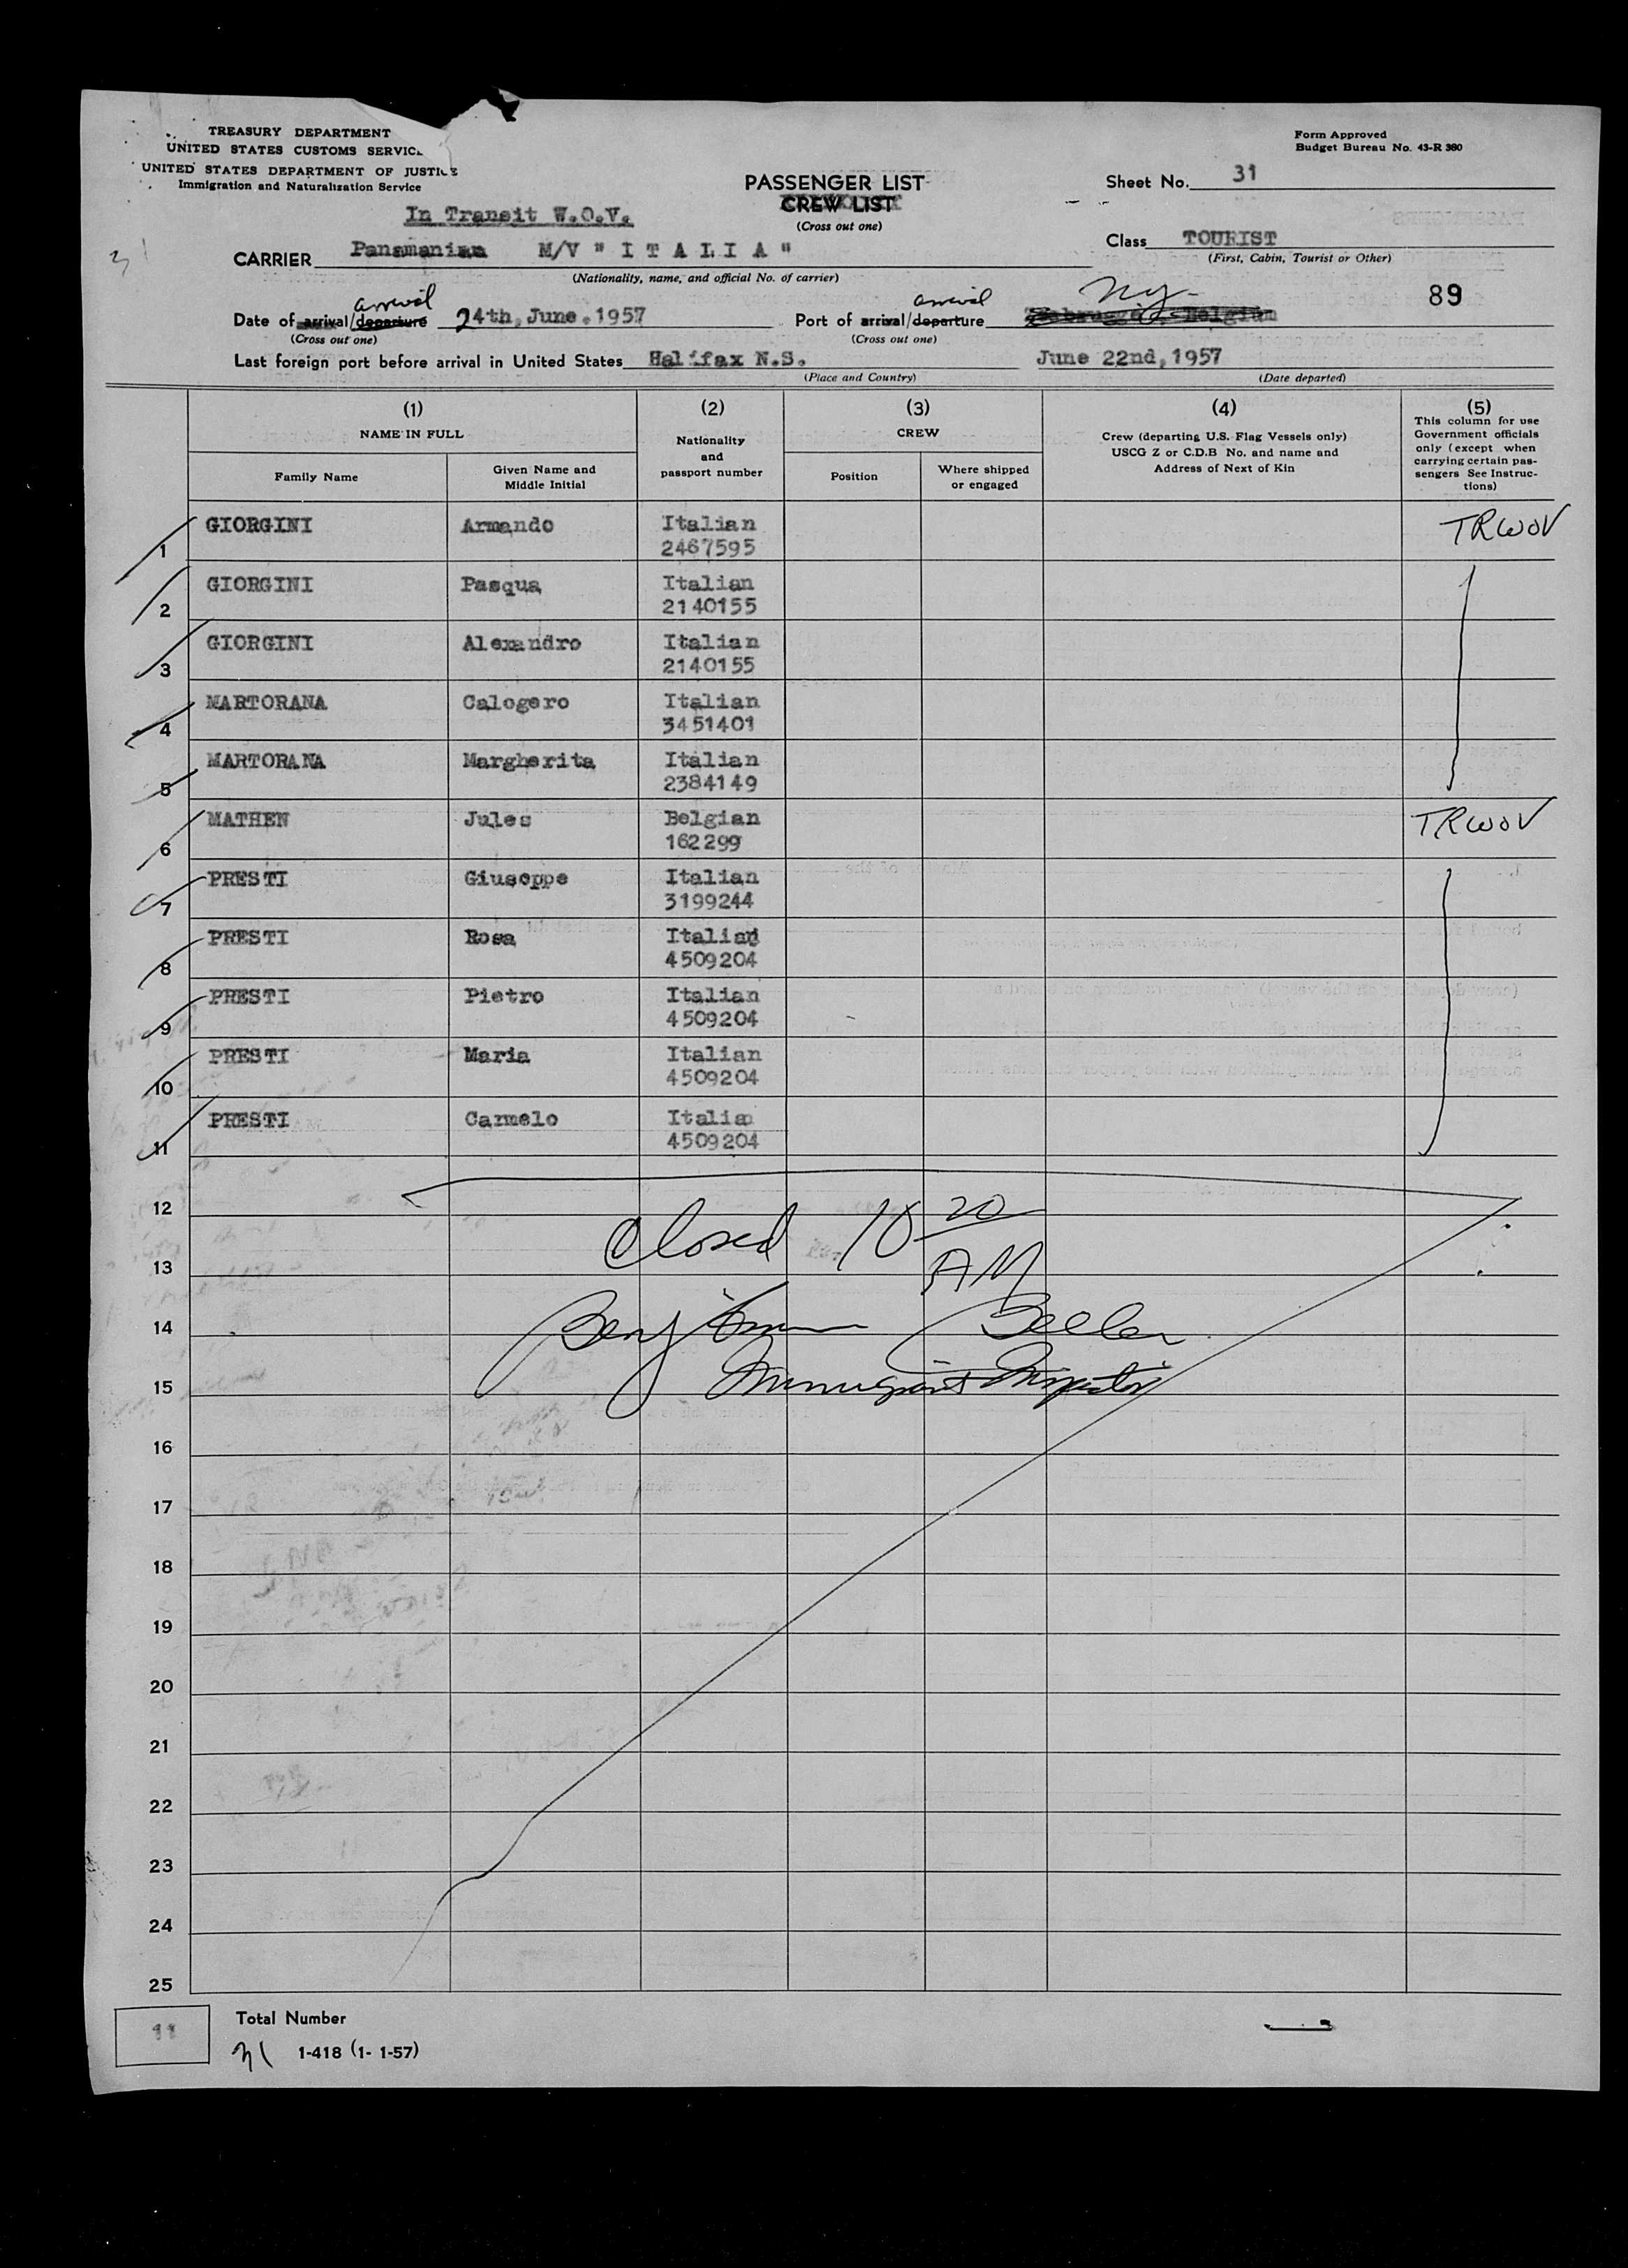 TREASURY DEPARTMENT
UNITED STATES CUSTOMS SERVICE
UNITED STATES DEPARTMENT OF JUSTICE
Immigration and Naturalization Service
Form Approved
Budget Bureau No. 43-R 380
PASSENGER LIST
CREW LIST
(Cross out one)
Sheet No. 31
In Transit W.O.V.
Class TOURIST
(First, Cabin, Tourist or Other)
31
CARRIER Panamanian M/V " I T A L I A "
(Nationality, name, and official No. of carrier)
89
arrival arrival NY-
Date of arrival/departure 24th, June, 1957 Port of arrival/departure Zeebrugge, Belgium
(Cross out one) (Cross out one)
Last foreign port before arrival in United States Halifax N.S. June 22nd, 1957
(Place and Country) (Date departed)
(1) (2) (3) (4) (5)
NAME IN FULL Nationality and passport number CREW Crew (departing U.S. Flag Vessels only) USCG Z or C.D.B No. and name and Address of Next of Kin This column for use Government officials only (except when carrying certain passengers See Instructions)
Family Name Given Name and Middle Initial Position Where shipped or engaged
1 GIORGINI Armando Italian 2467595 TRWOV
2 GIORGINI Pasqua Italian 2140155
3 GIORGINI Alexandro Italian 2140155
4 MARTORANA Calogero Italian 3451401
5 MARTORANA Margherita Italian 2384149
6 MATHEN Jules Belgian 162299 TRWOV
7 PRESTI Giuseppe Italian 3199244
8 PRESTI Rosa Italian 4509204
9 PRESTI Pietro Italian 4509204
10 PRESTI Maria Italian 4509204
11 PRESTI Carmelo Italia 4509204
12
Closed 10 20 AM
13
14 Benjamin Beller
15 Immigrant Inspector
16
17
18
19
20
21
22
23
24
25
11 Total Number
31 1-418 (1- 1-57)